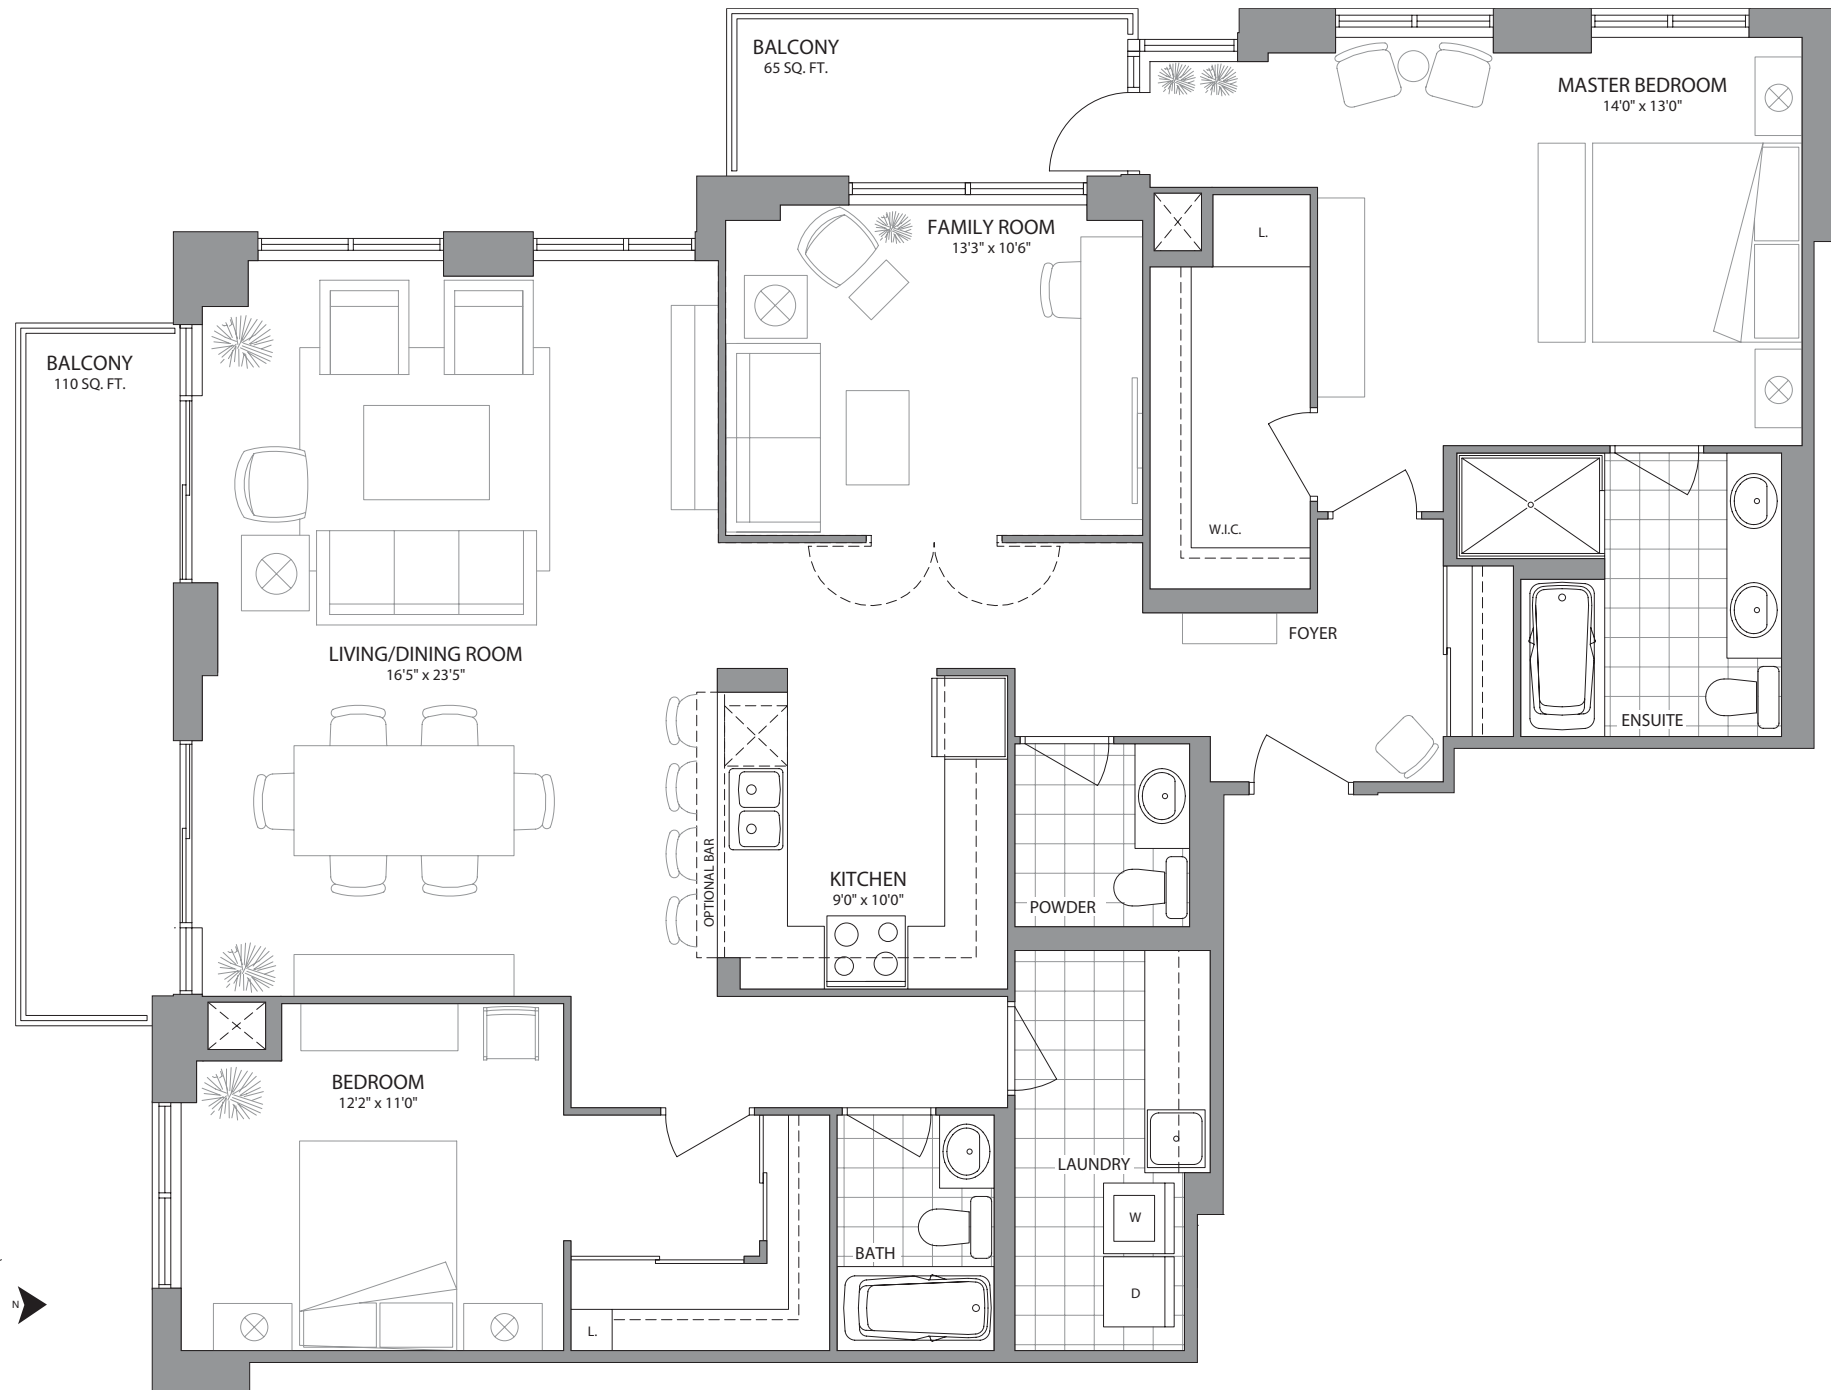 BALCONY
65 SQ. FT.
MASTER BEDROOM
14'0" x 13'0"
FAMILY ROOM
13'3" x 10'6"
L.
BALCONY
110 SQ. FT.
W.I.C.
FOYER
LIVING/DINING ROOM
16'5" x 23'5"
ENSUITE
OPTIONAL BAR
KITCHEN
9'0" x 10'0"
POWDER
BEDROOM
12'2" x 11'0"
LAUNDRY
W
BATH
D
N
L.